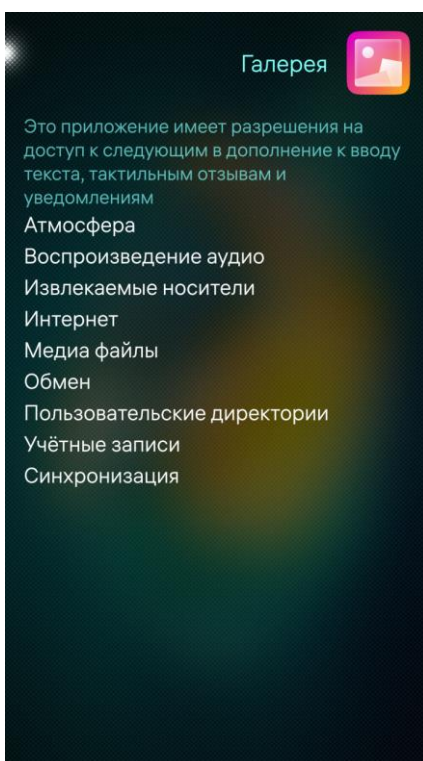 Галерея
Это приложение имеет разрешения на
доступ к следующим в дополнение к вводу
текста, тактильным отзывам и
уведомлениям
Атмосфера
Воспроизведение аудио
Извлекаемые носители
Интернет
Медиа файлы
Обмен
Пользовательские директории
Учётные записи
Синхронизация